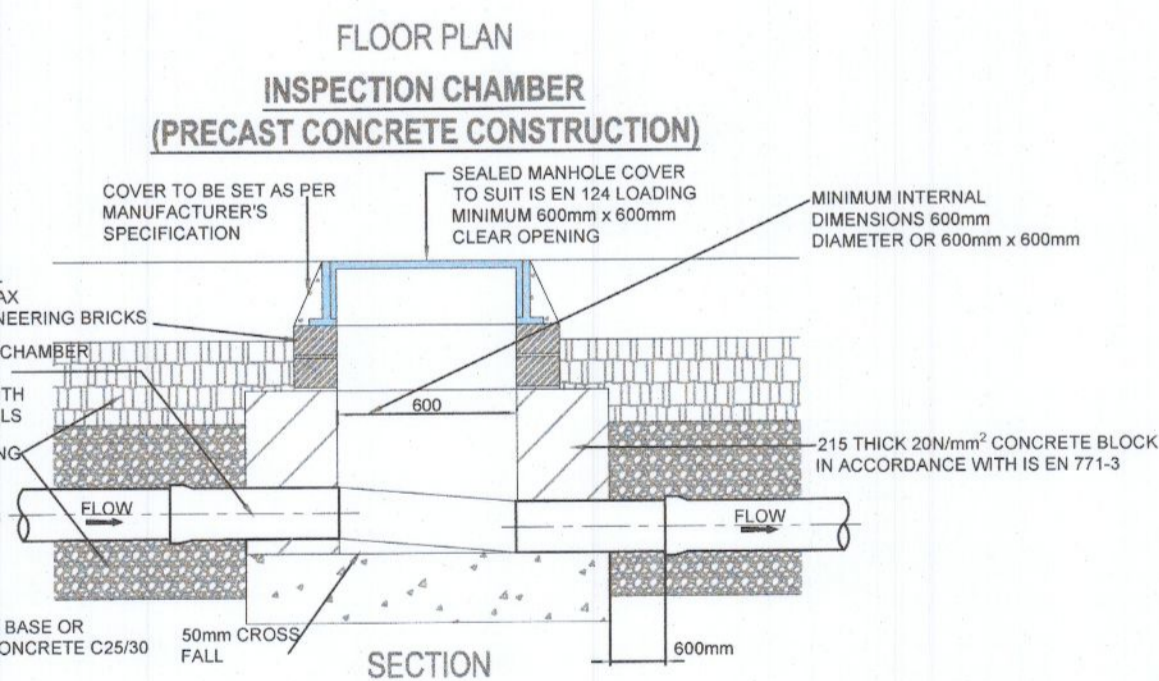 FLOOR PLAN
INSPECTION CHAMBER
(PRECAST CONCRETE CONSTRUCTION)
COVER TO BE SET AS PER
MANUFACTURER'S
SPECIFICATION
SEALED MANHOLE COVER
TO SUIT IS EN 124 LOADING
MINIMUM 600mm x 600mm
CLEAR OPENING
MINIMUM INTERNAL
DIMENSIONS 600mm
DIAMETER OR 600mm x 600mm
BRICKS
CHAMBER
600
215 THICK 20N/mm² CONCRETE BLOCK
IN ACCORDANCE WITH IS EN 771-3
FLOW
FLOW
BASE OR
C25/30
50mm CROSS
FALL
600mm
SECTION